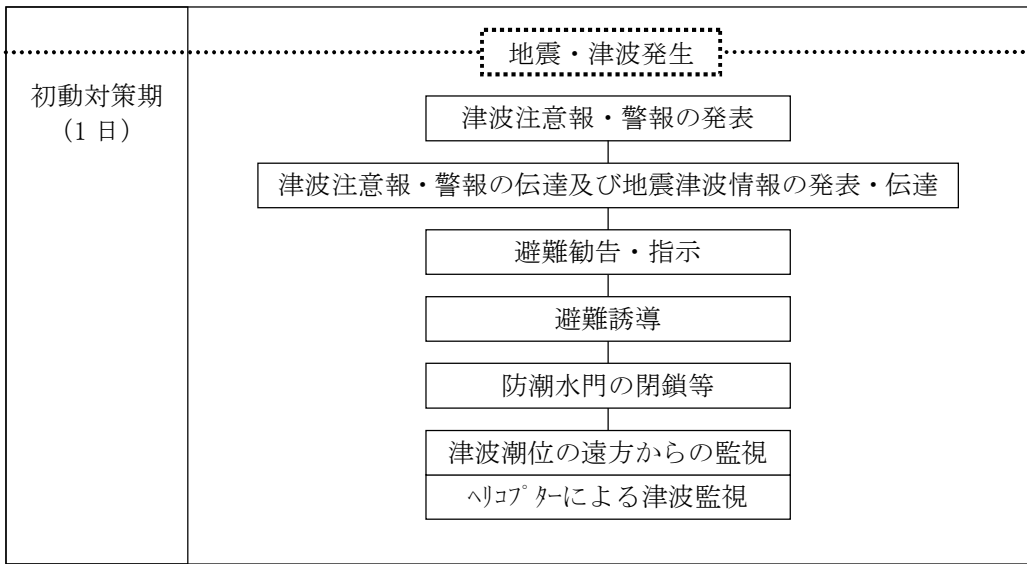 地震・津波発生
初動対策期
(1 日)
津波注意報・警報の発表
津波注意報・警報の伝達及び地震津波情報の発表・伝達
避難勧告・指示
避難誘導
防潮水門の閉鎖等
津波潮位の遠方からの監視
ﾍﾘｺﾌﾟﾀｰによる津波監視